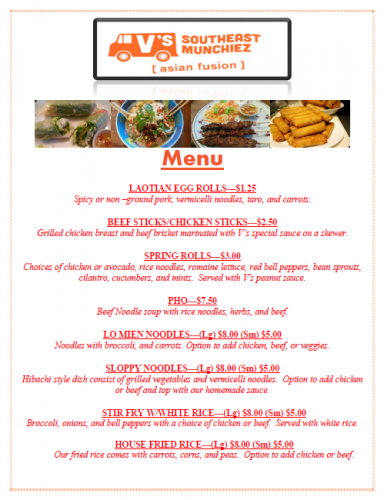 V'S SOUTHEAST
MUNCHIEZ
[ asian fusion ]
Menu
LAOTIAN EGG ROLLS---$1.25
Spicy or non –ground pork, vermicelli noodles, taro, and carrots.
BEEF STICKS/CHICKEN STICKS---$2.50
Grilled chicken breast and beef brisket marinated with V's special sauce on a skewer.
SPRING ROLLS---$3.00
Choices of chicken or avocado, rice noodles, romaine lettuce, red bell peppers, bean sprouts,
cilantro, cucumbers, and mints. Served with V's peanut sauce.
PHO---$7.50
Beef Noodle soup with rice noodles, herbs, and beef.
LO MIEN NOODLES---(Lg) $8.00 (Sm) $5.00
Noodles with broccoli, and carrots. Option to add chicken, beef, or veggies.
SLOPPY NOODLES---(Lg) $8.00 (Sm) $5.00
Hibachi style dish consist of grilled vegetables and vermicelli noodles. Option to add chicken
or beef and top with our homemade sauce.
STIR FRY W/WHITE RICE---(Lg) $8.00 (Sm) $5.00
Broccoli, onions, and bell peppers with a choice of chicken or beef. Served with white rice.
HOUSE FRIED RICE---(Lg) $8.00 (Sm) $5.00
Our fried rice comes with carrots, corn, and peas. Option to add chicken or beef.